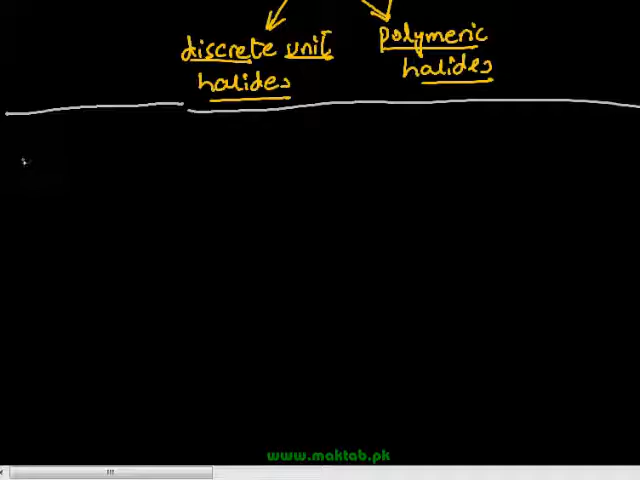 discrete unit
halides
polymeric
halides
www.maktab.pk